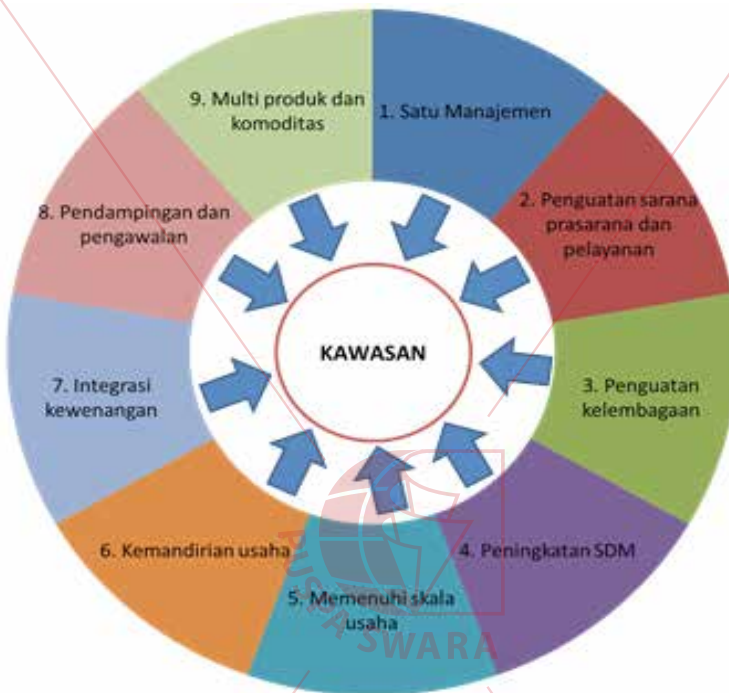 1. Satu Manajemen
2. Penguatan sarana
prasarana dan
pelayanan
3. Penguatan
kelembagaan
4. Peningkatan SDM
5. Memenuhi skala
usaha
6. Kemandirian usaha
7. Integrasi
kewenangan
8. Pendampingan dan
pengawalan
9. Multi produk dan
komoditas
KAWASAN
SWARA